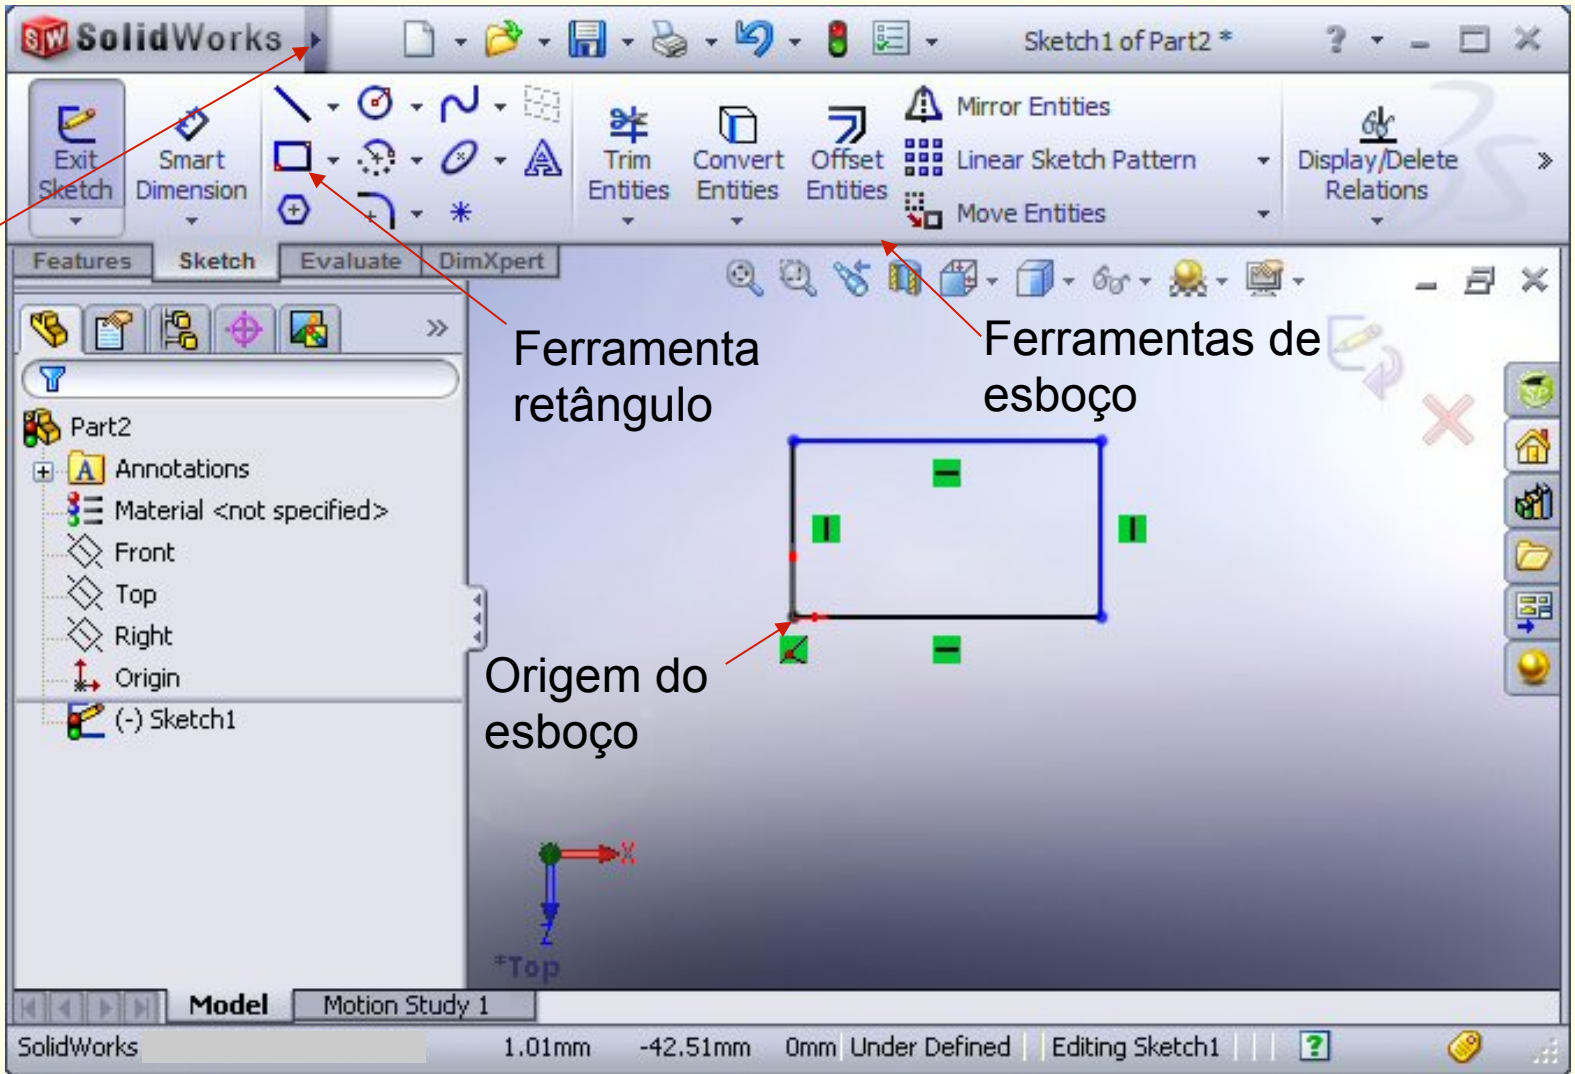 SolidWorks
Sketch1 of Part2 *
Exit Sketch
Smart Dimension
Trim Entities
Convert Entities
Offset Entities
Mirror Entities
Linear Sketch Pattern
Move Entities
Display/Delete Relations
Features Sketch Evaluate DimXpert
Ferramenta
retângulo
Ferramentas de
esboço
Part2
A Annotations
Material <not specified>
Front
Top
Right
Origin
(-) Sketch1
Origem do
esboço
X
Z
*Top
Model Motion Study 1
SolidWorks 1.01mm -42.51mm 0mm Under Defined Editing Sketch1